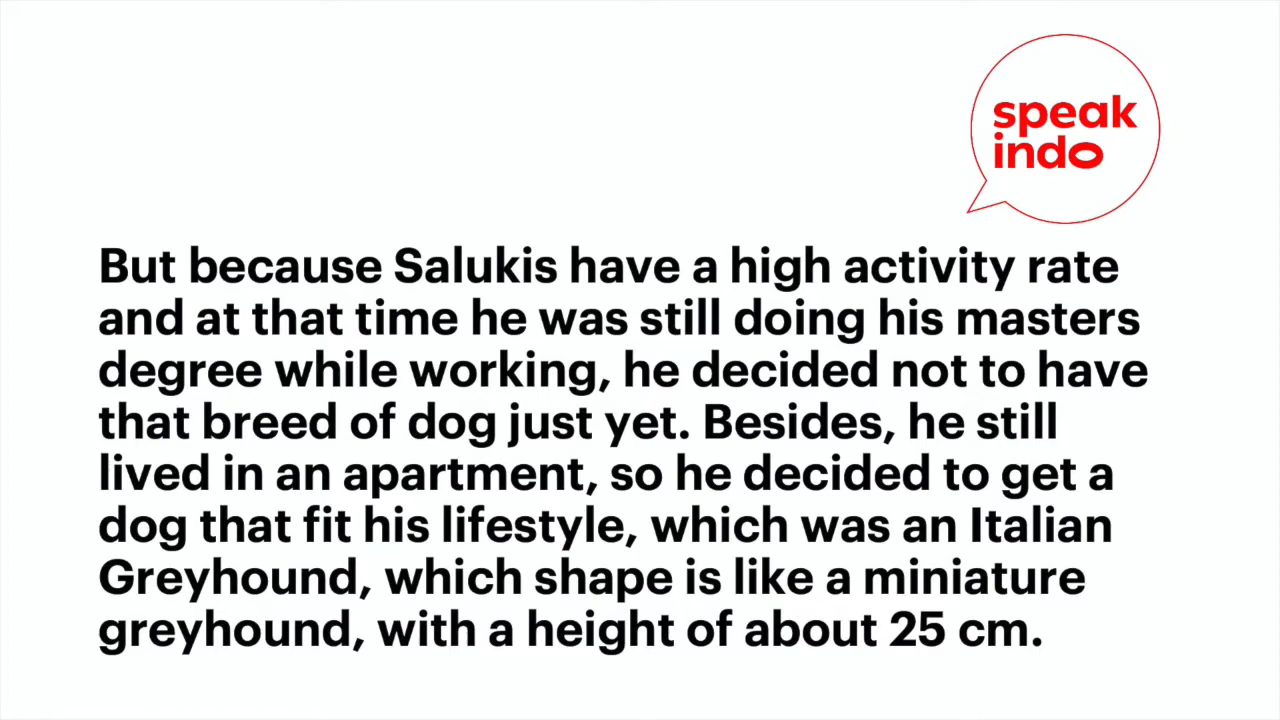 speak
indo
But because Salukis have a high activity rate
and at that time he was still doing his masters
degree while working, he decided not to have
that breed of dog just yet. Besides, he still
lived in an apartment, so he decided to get a
dog that fit his lifestyle, which was an Italian
Greyhound, which shape is like a miniature
greyhound, with a height of about 25 cm.